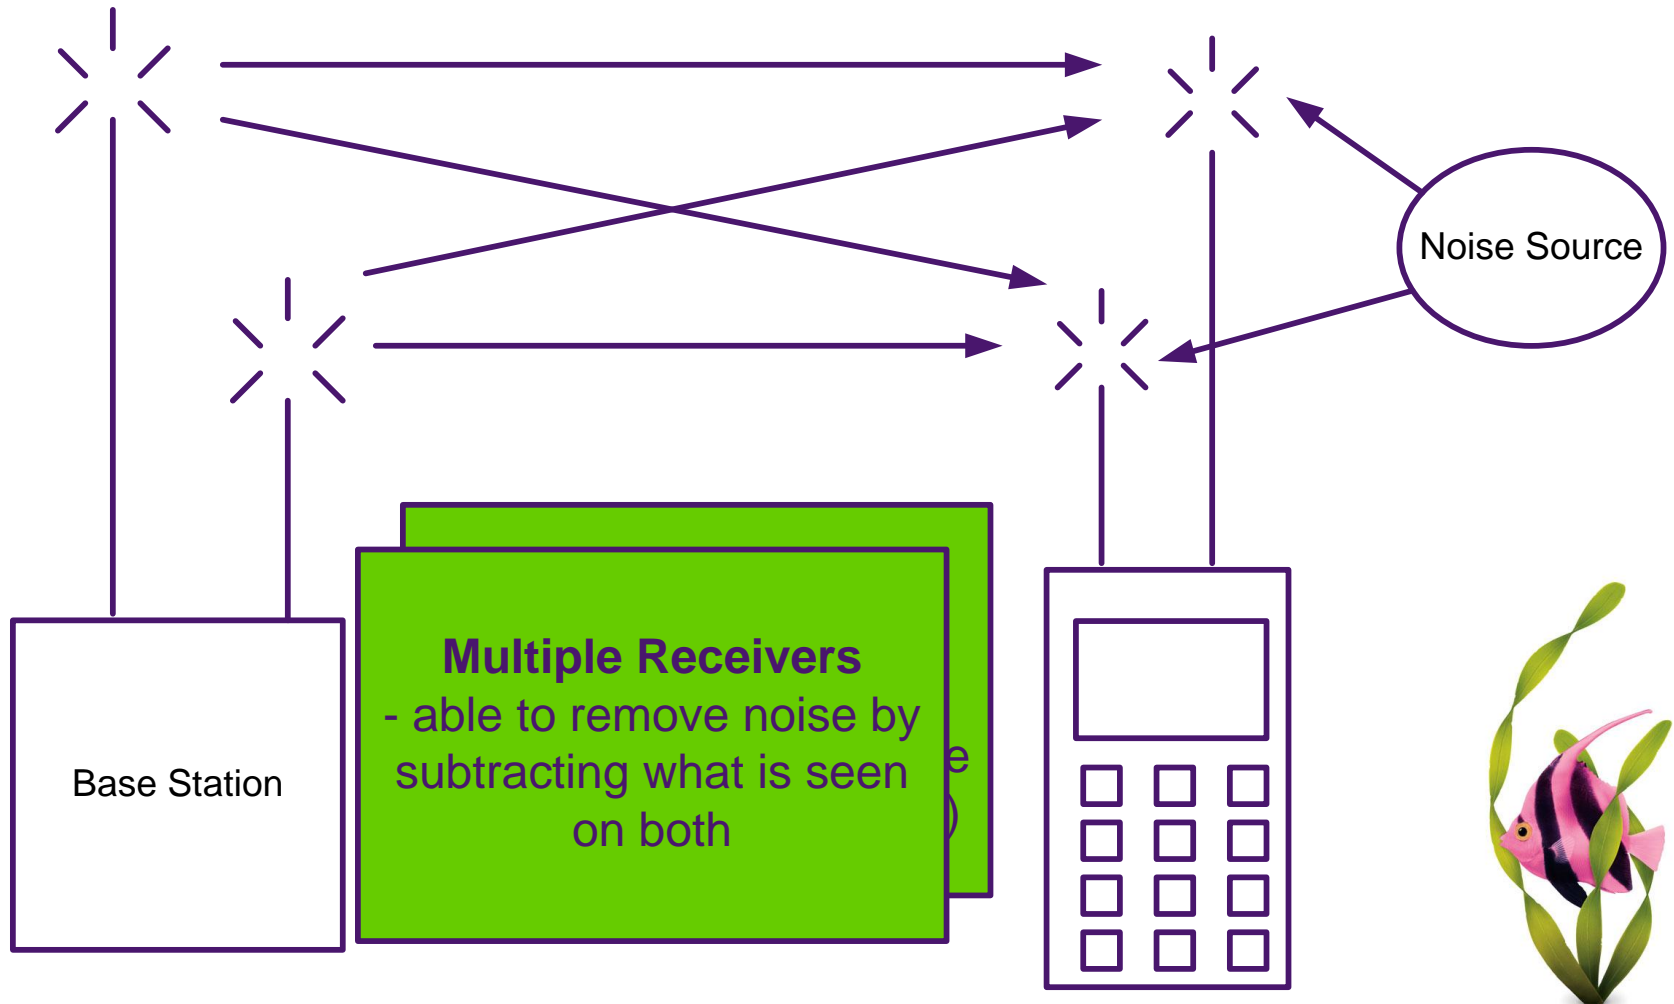 Noise Source
Multiple Receivers
- able to remove noise by
subtracting what is seen
on both
Base Station